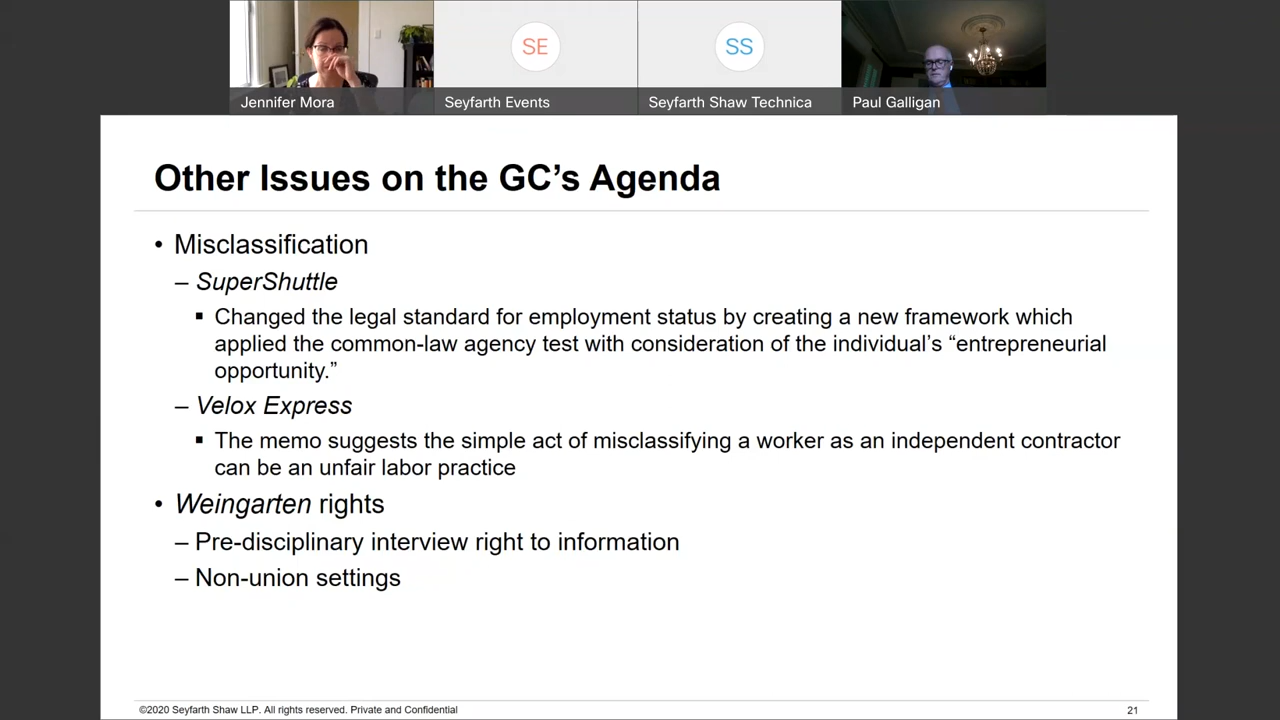 SE
SS
Jennifer Mora
Seyfarth Events
Seyfarth Shaw Technica
Paul Galligan
Other Issues on the GC’s Agenda
• Misclassification
– SuperShuttle
▪ Changed the legal standard for employment status by creating a new framework which
applied the common-law agency test with consideration of the individual’s “entrepreneurial
opportunity.”
– Velox Express
▪ The memo suggests the simple act of misclassifying a worker as an independent contractor
can be an unfair labor practice
• Weingarten rights
– Pre-disciplinary interview right to information
– Non-union settings
©2020 Seyfarth Shaw LLP. All rights reserved. Private and Confidential
21